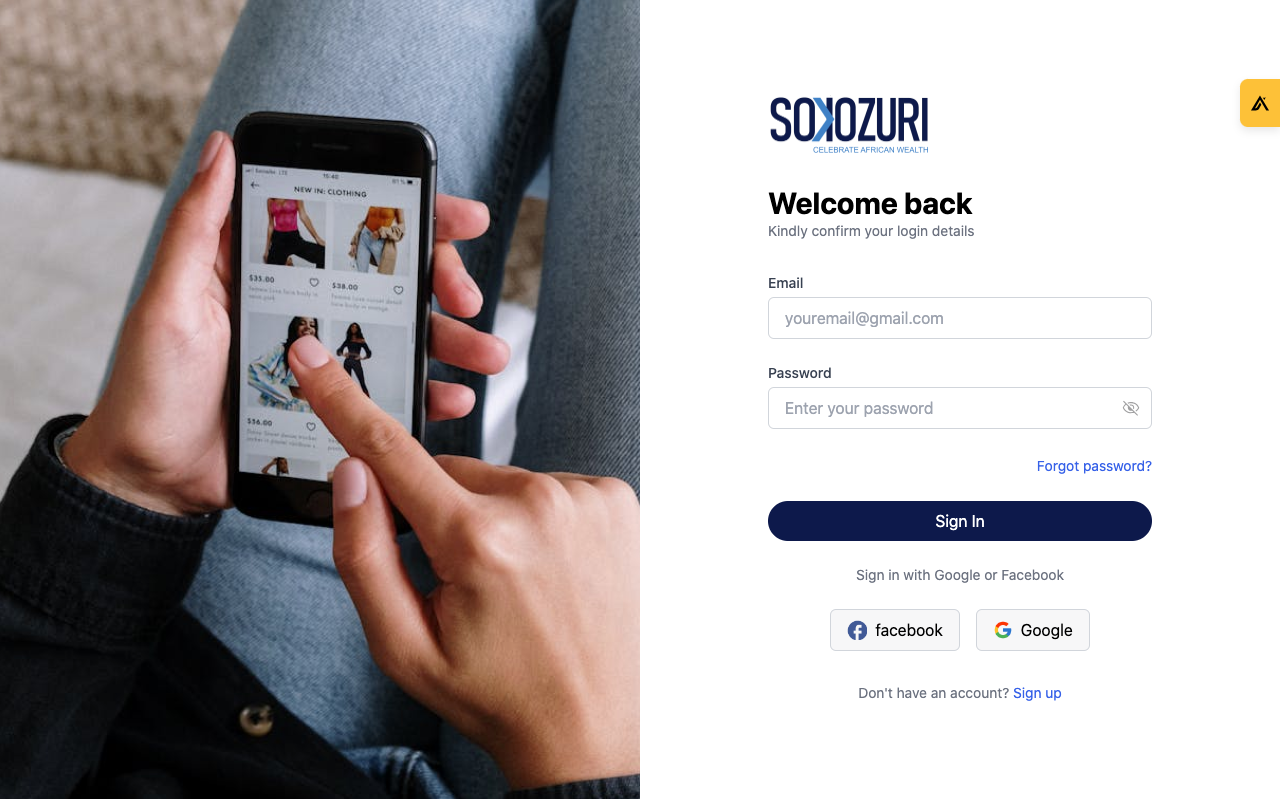 15:40
NEW IN: CLOTHING
$35.00
$38.00
$56.00
SOKOZURI
CELEBRATE AFRICAN WEALTH
Welcome back
Kindly confirm your login details
Email
youremail@gmail.com
Password
Enter your password
Forgot password?
Sign In
Sign in with Google or Facebook
facebook
Google
Don't have an account? Sign up